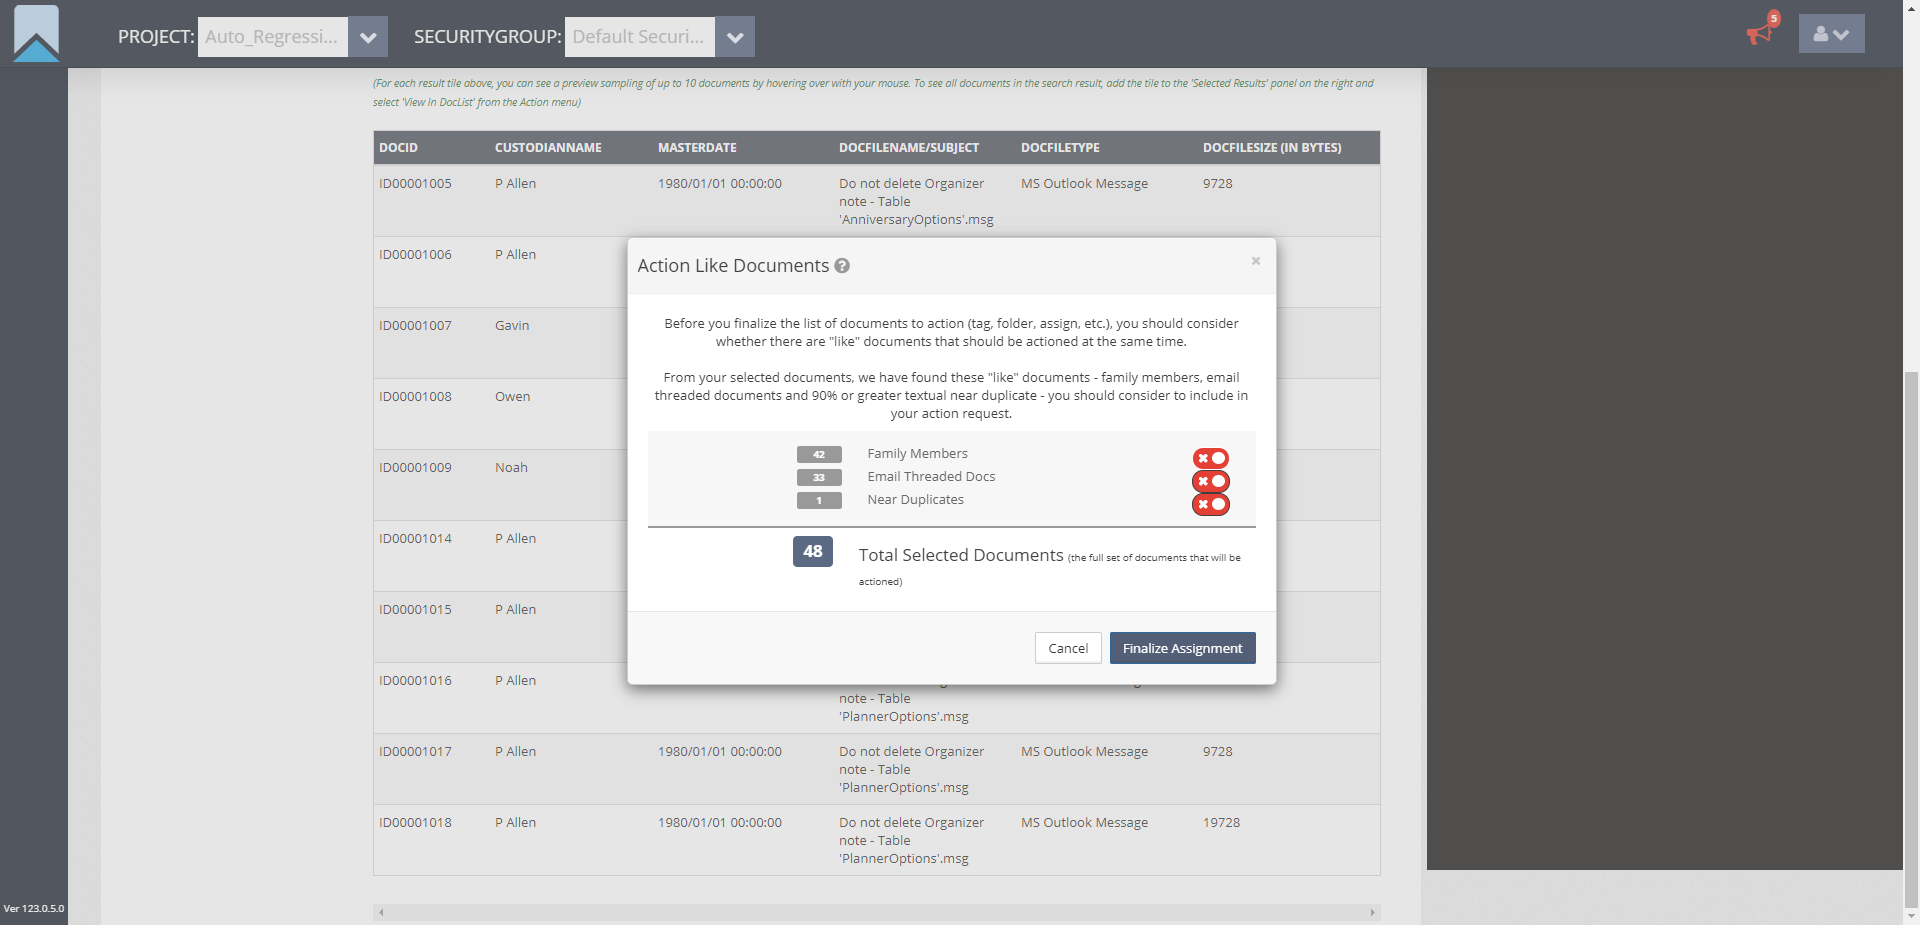 PROJECT: Auto_Regressi... SECURITYGROUP: Default Securi... 5
(For each result tile above, you can see a preview sampling of up to 10 documents by hovering over with your mouse. To see all documents in the search result, add the tile to the 'Selected Results' panel on the right and
select 'View In DocList' from the Action menu)
DOCID CUSTODIANNAME MASTERDATE DOCFILENAME/SUBJECT DOCFILETYPE DOCFILESIZE (IN BYTES)
ID00001005 P Allen 1980/01/01 00:00:00 Do not delete Organizer MS Outlook Message 9728
note - Table
'AnniversaryOptions'.msg
ID00001006 P Allen
ID00001007 Gavin
ID00001008 Owen
ID00001009 Noah
ID00001014 P Allen
ID00001015 P Allen
ID00001016 P Allen
note - Table
'PlannerOptions'.msg
ID00001017 P Allen 1980/01/01 00:00:00 Do not delete Organizer MS Outlook Message 9728
note - Table
'PlannerOptions'.msg
ID00001018 P Allen 1980/01/01 00:00:00 Do not delete Organizer MS Outlook Message 19728
note - Table
'PlannerOptions'.msg
Action Like Documents ?
Before you finalize the list of documents to action (tag, folder, assign, etc.), you should consider
whether there are "like" documents that should be actioned at the same time.
From your selected documents, we have found these "like" documents - family members, email
threaded documents and 90% or greater textual near duplicate - you should consider to include in
your action request.
42 Family Members
33 Email Threaded Docs
1 Near Duplicates
48 Total Selected Documents (the full set of documents that will be
actioned)
Cancel Finalize Assignment
Ver 123.0.5.0